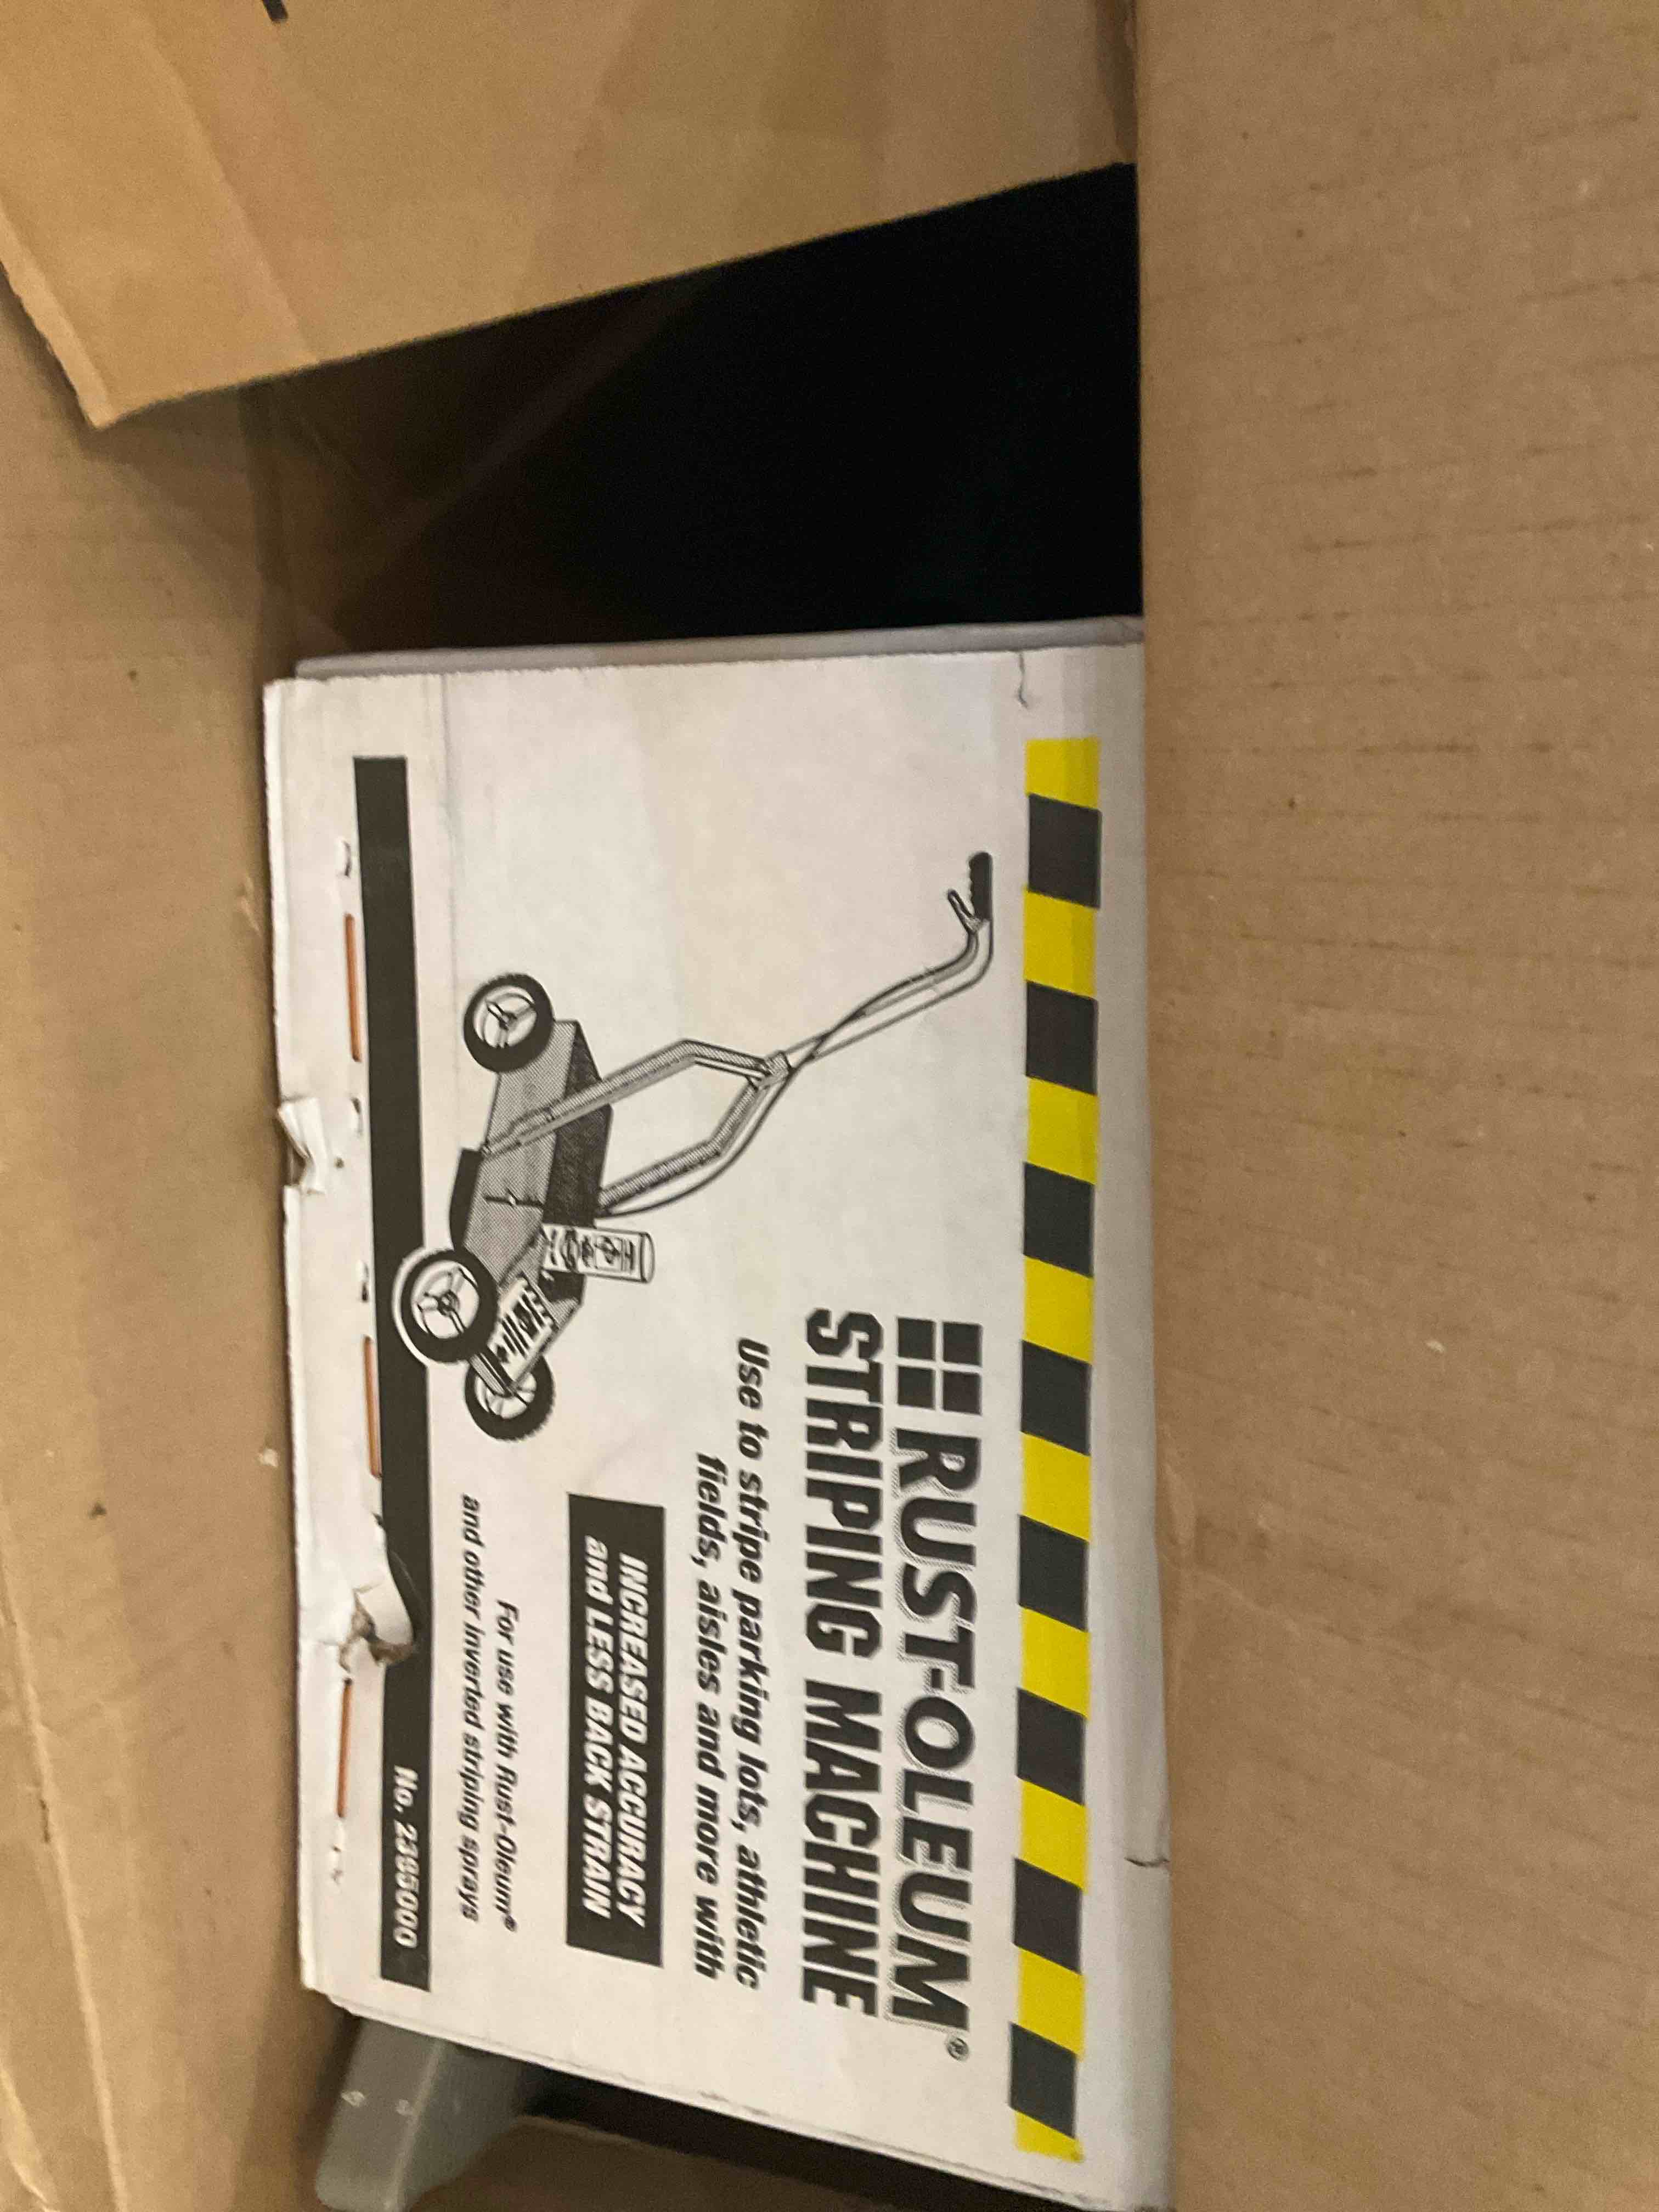 RUST-OLEUM®
STRIPING MACHINE
Use to stripe parking lots, athletic
fields, aisles and more with
INCREASED ACCURACY
and LESS BACK STRAIN
For use with Rust-Oleum®
and other inverted striping sprays
No. 2395000